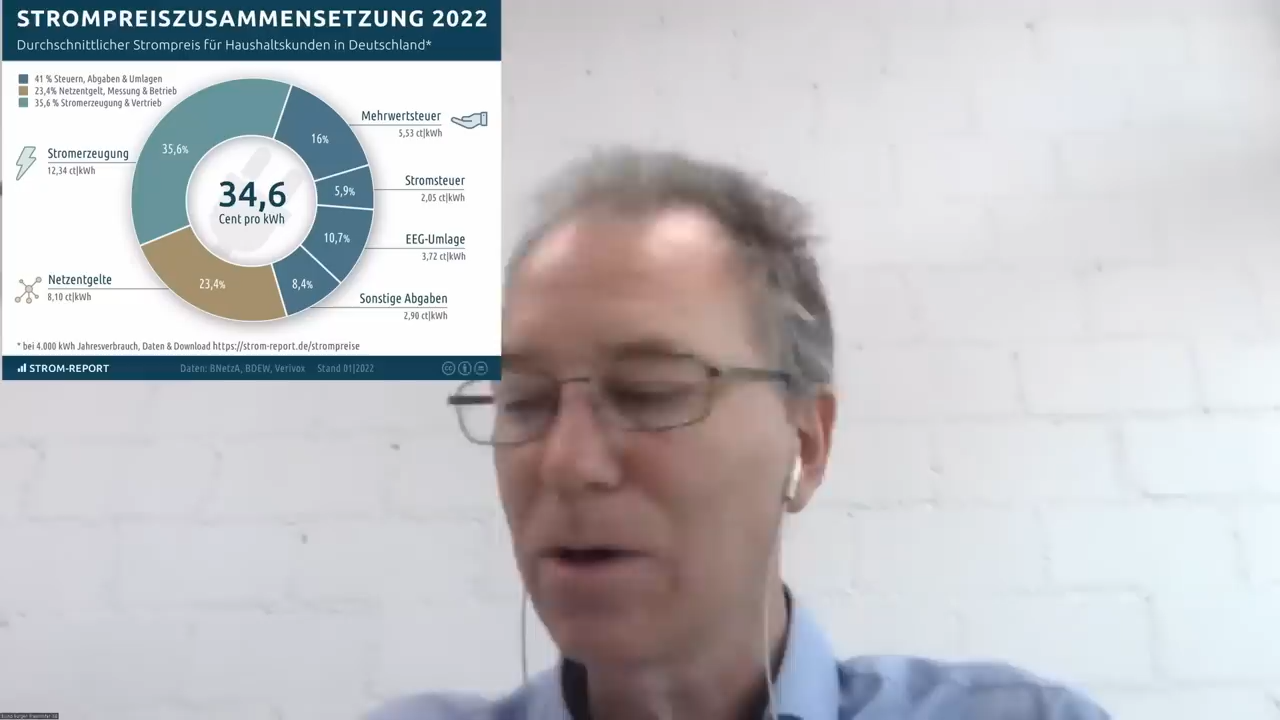 STROMPREISZUSAMMENSETZUNG 2022
Durchschnittlicher Strompreis für Haushaltskunden in Deutschland*
41 % Steuern, Abgaben & Umlagen
23,4% Netzentgelt, Messung & Betrieb
35,6 % Stromerzeugung & Vertrieb
Mehrwertsteuer
5,53 ct|kWh
16%
35,6%
Stromerzeugung
12,34 ct|kWh
Stromsteuer
2,05 ct|kWh
5,9%
34,6
Cent pro kWh
EEG-Umlage
3,72 ct|kWh
10,7%
Netzentgelte
8,10 ct|kWh
23,4%
8,4%
Sonstige Abgaben
2,90 ct|kWh
* bei 4.000 kWh Jahresverbrauch, Daten & Download https://strom-report.de/strompreise
STROM-REPORT
Daten: BNetzA, BDEW, Verivox Stand 01|2022
cc